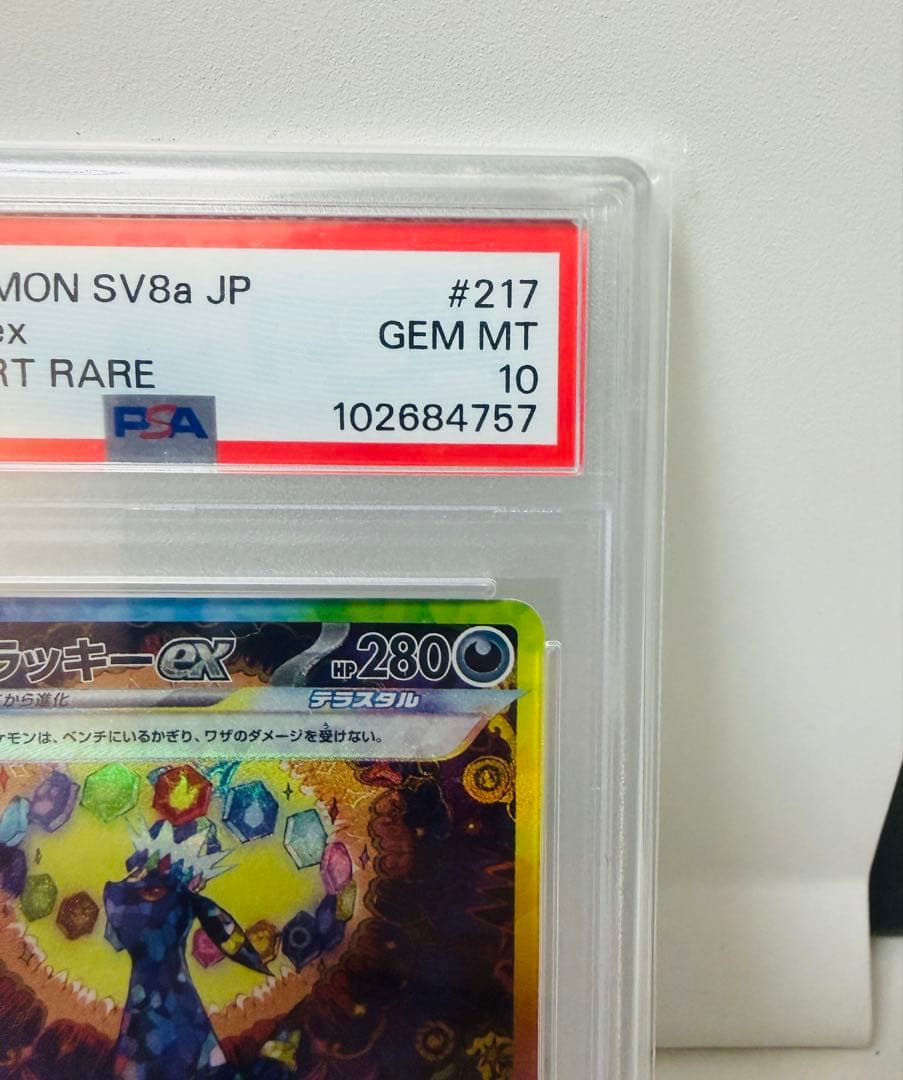 MON SV8a JP #217
ex GEM MT
RT RARE 10
PSA 102684757
ラッキーex HP280
から進化 テラスタル
ケモンは、ベンチにいるかぎり、ワザのダメージを受けない。